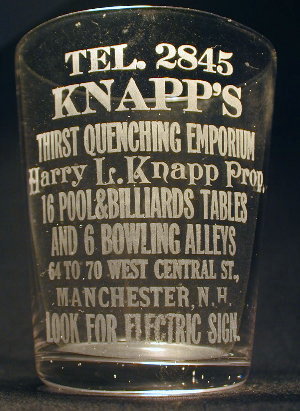 TEL. 2845
KNAPP'S
THIRST QUENCHING EMPORIUM
Harry L. Knapp Prop.
16 POOL&BILLIARDS TABLES
AND 6 BOWLING ALLEYS
64 TO 70 WEST CENTRAL ST.,
MANCHESTER, N.H.
LOOK FOR ELECTRIC SIGN.